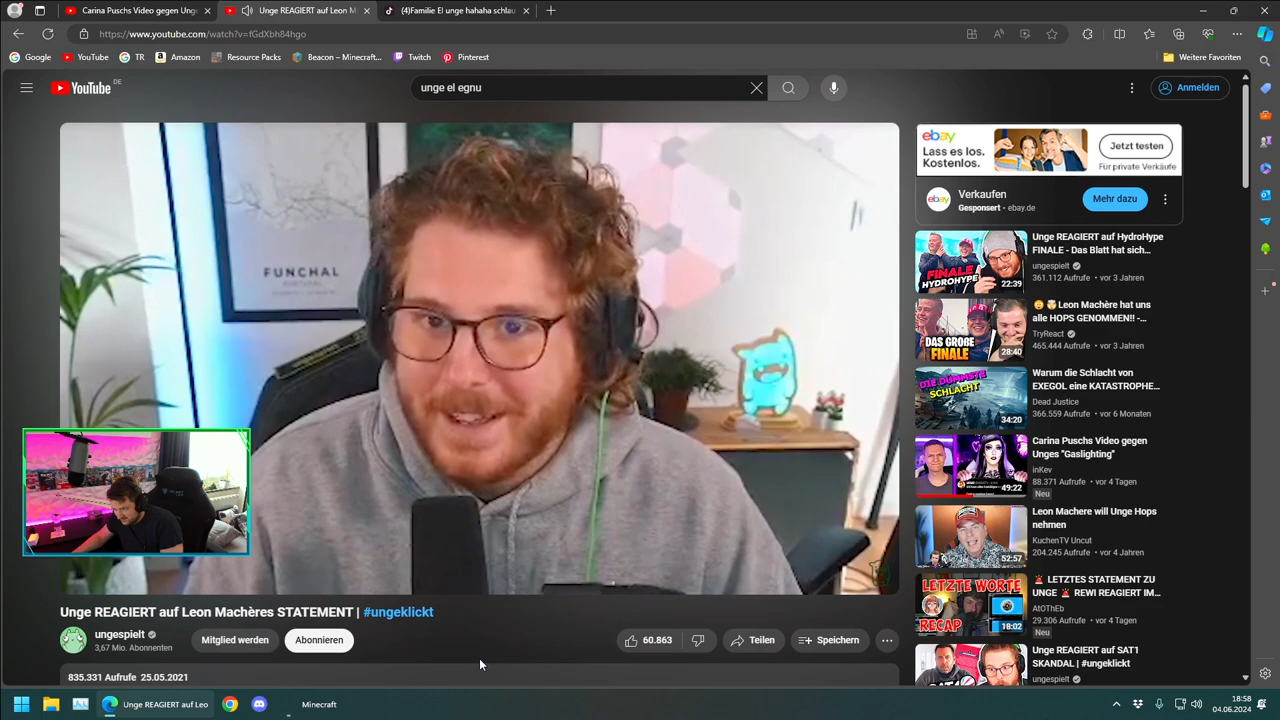 Carina Puschs Video gegen Ung
Unge REAGIERT auf Leon M
(4)Familie El unge hahaha schlau
https://www.youtube.com/watch?v=fGdXbh84hgo
Google
YouTube
TR
Amazon
Resource Packs
Beacon – Minecraft...
Twitch
Pinterest
Weitere Favoriten
YouTube
DE
unge el egnu
Anmelden
FUNCHAL
ebay
Lass es los.
Kostenlos.
Jetzt testen
Für private Verkäufe
Verkaufen
Gesponsert • ebay.de
Mehr dazu
FINALE
HYDROHYPE
22:39
Unge REAGIERT auf HydroHype
FINALE - Das Blatt hat sich...
ungespielt
361.112 Aufrufe • vor 3 Jahren
DAS GROßE
FINALE
28:40
Leon Machère hat uns
alle HOPS GENOMMEN!! -...
TryReact
465.444 Aufrufe • vor 3 Jahren
DIE DÜMMSTE
SCHLACHT
34:20
Warum die Schlacht von
EXEGOL eine KATASTROPHE...
Dead Justice
366.559 Aufrufe • vor 6 Monaten
49:22
Carina Puschs Video gegen
Unges "Gaslighting"
inKev
88.371 Aufrufe • vor 4 Tagen
Neu
52:57
Leon Machere will Unge Hops
nehmen
KuchenTV Uncut
204.245 Aufrufe • vor 4 Jahren
LETZTE WORTE
RECAP
18:02
LETZTES STATEMENT ZU
UNGE REWI REAGIERT IM...
AtOThEb
29.306 Aufrufe • vor 4 Tagen
Neu
Unge REAGIERT auf SAT1
SKANDAL | #ungeklickt
ungespielt
Unge REAGIERT auf Leon Machères STATEMENT | #ungeklickt
ungespielt
3,67 Mio. Abonnenten
Mitglied werden
Abonnieren
60.863
Teilen
Speichern
835.331 Aufrufe 25.05.2021
Unge REAGIERT auf Leo
Minecraft
18:58
04.06.2024